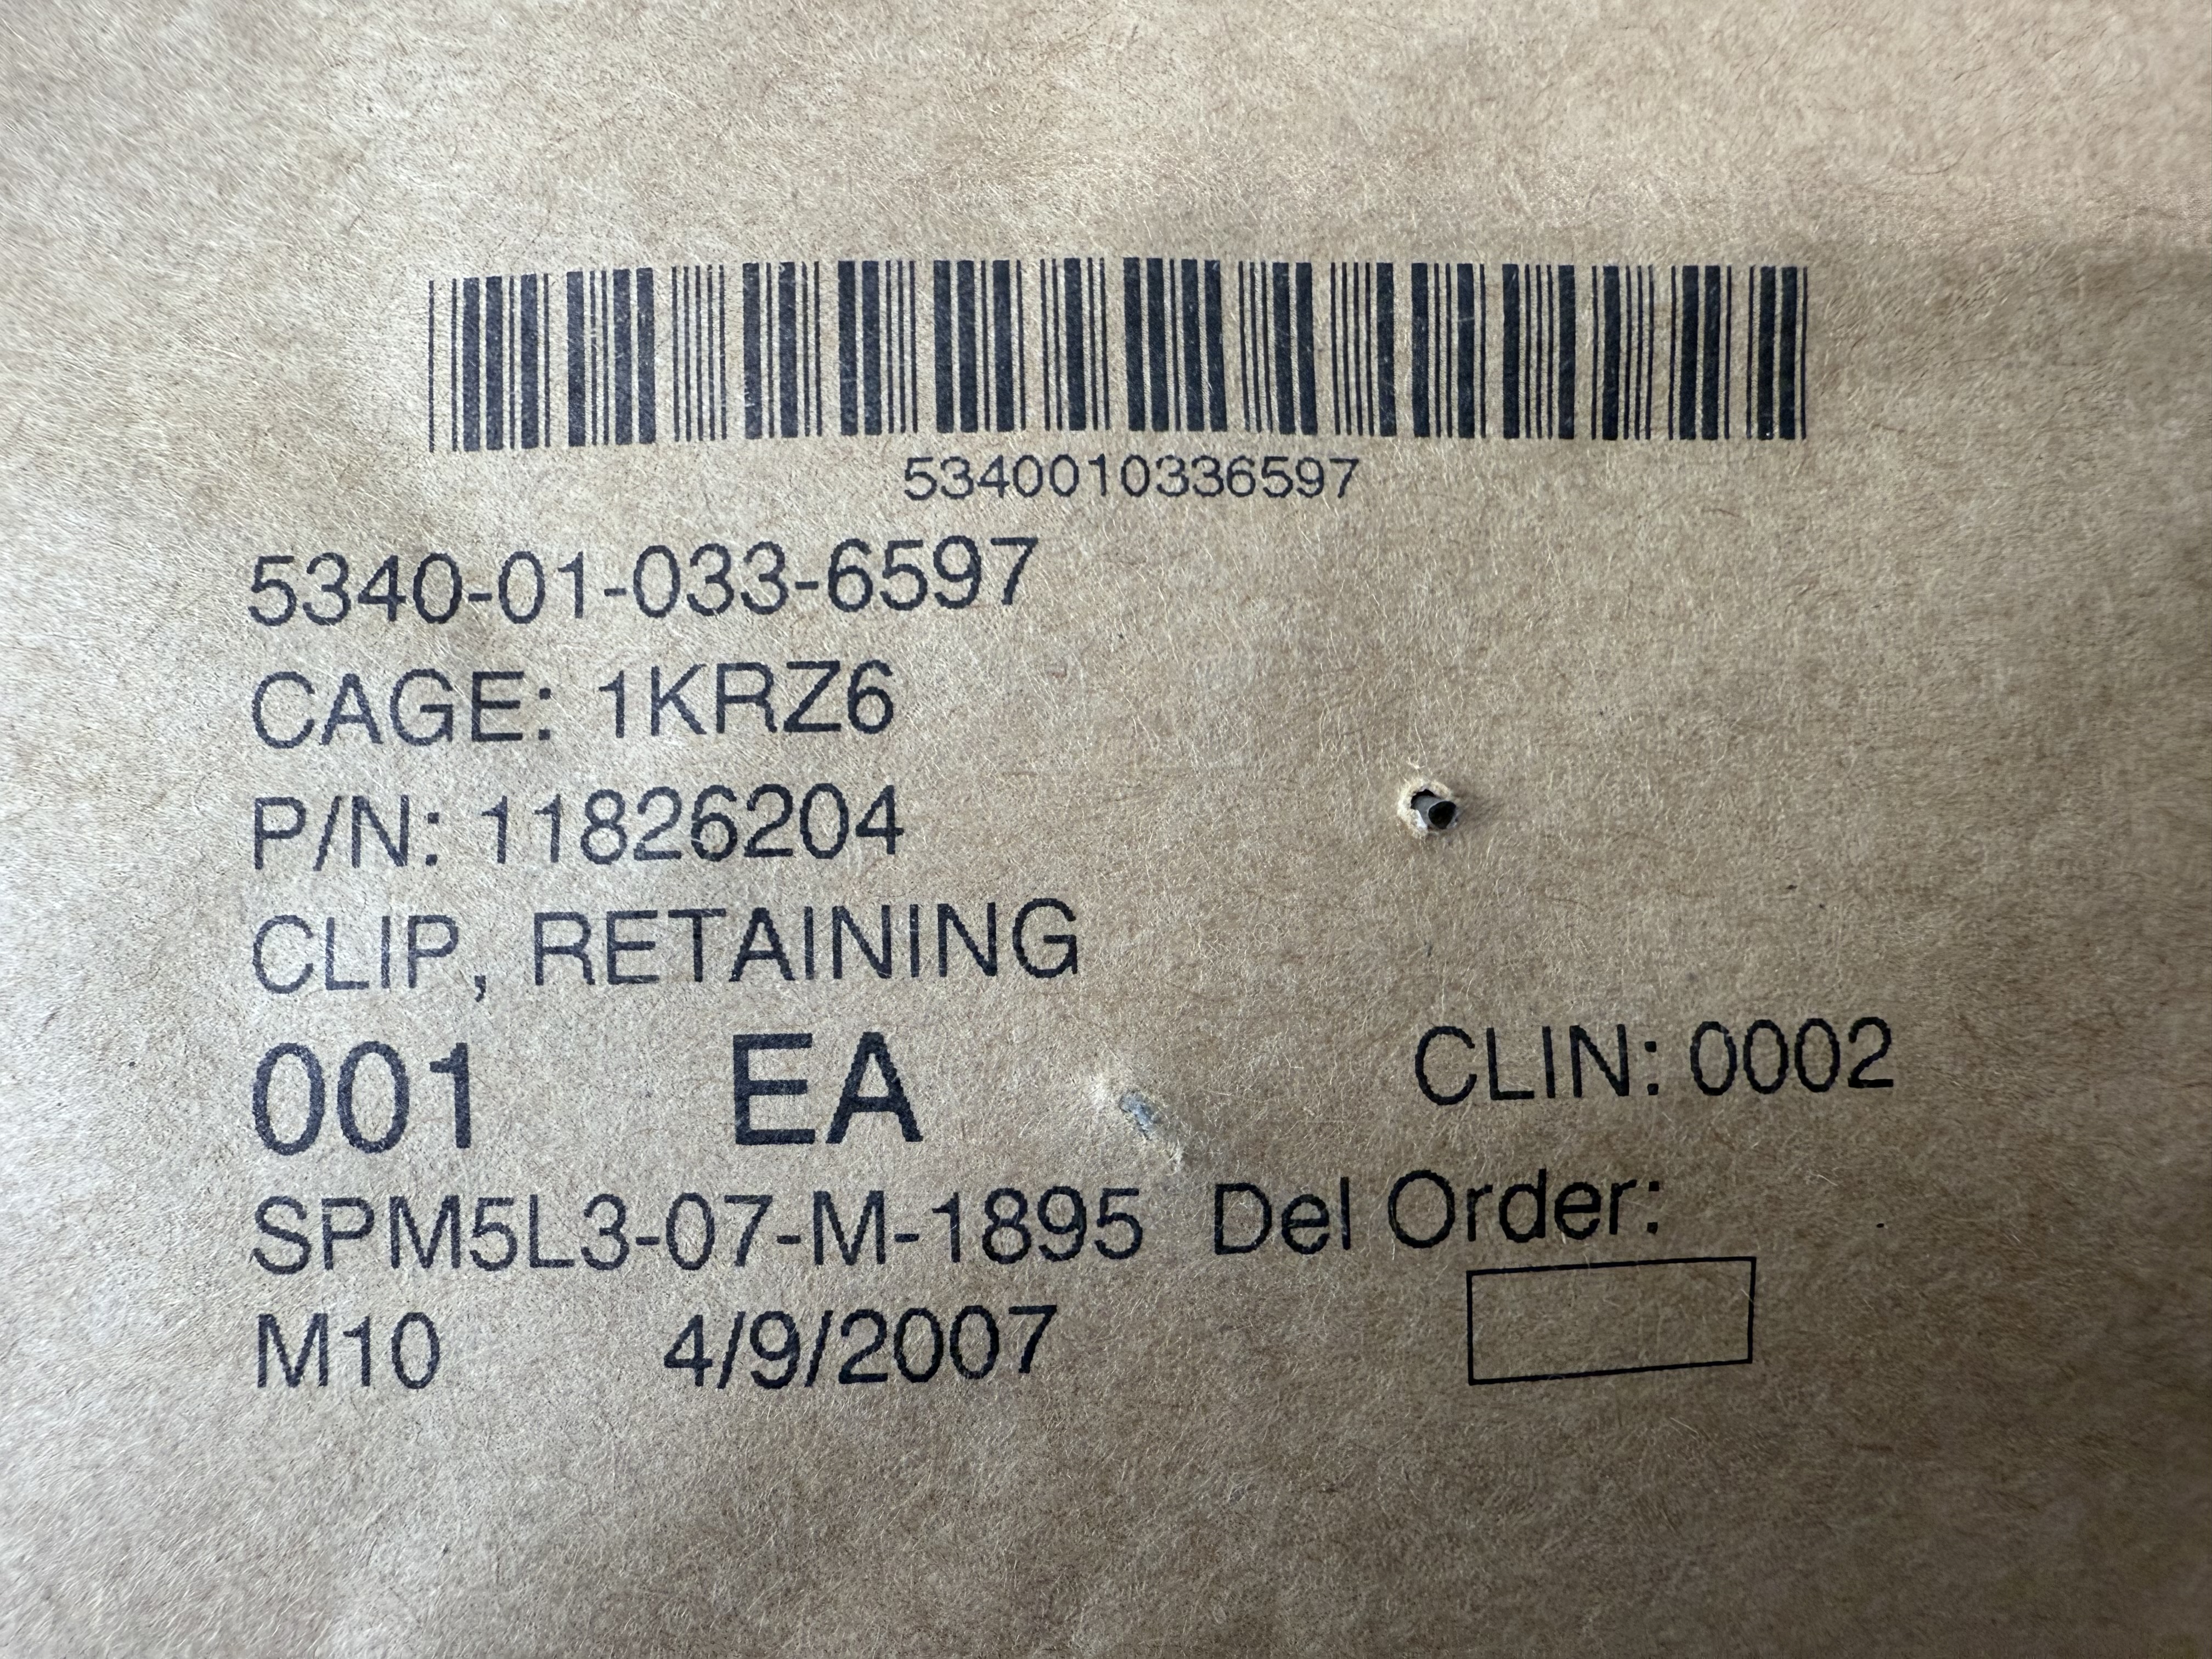 5340010336597
5340-01-033-6597
CAGE: 1KRZ6
P/N: 11826204
CLIP, RETAINING
001 EA CLIN: 0002
SPM5L3-07-M-1895 Del Order:
M10 4/9/2007